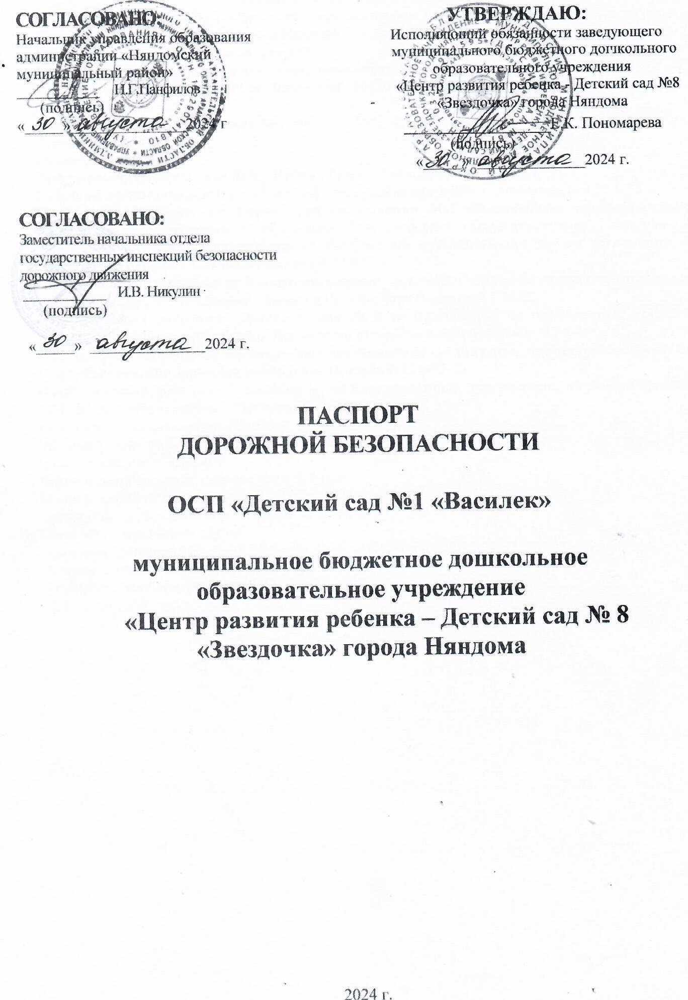 СОГЛАСОВАНО:
Начальник управления образования
администрации «Няндомский
муниципальный район»
Н.Г.Панфилов
(подпись)
«30» августа 2024 г
УТВЕРЖДАЮ:
Исполняющий обязанности заведующего
муниципального бюджетного дошкольного
образовательного учреждения
«Центр развития ребенка - Детский сад №8
«Звездочка» города Няндома
Е.К. Пономарева
(подпись)
«30» августа 2024 г.
СОГЛАСОВАНО:
Заместитель начальника отдела
государственных инспекций безопасности
дорожного движения
И.В. Никулин
(подпись)
«30» августа 2024 г.
ПАСПОРТ
ДОРОЖНОЙ БЕЗОПАСНОСТИ
ОСП «Детский сад №1 «Василек»
муниципальное бюджетное дошкольное
образовательное учреждение
«Центр развития ребенка – Детский сад № 8
«Звездочка» города Няндома
2024 г.